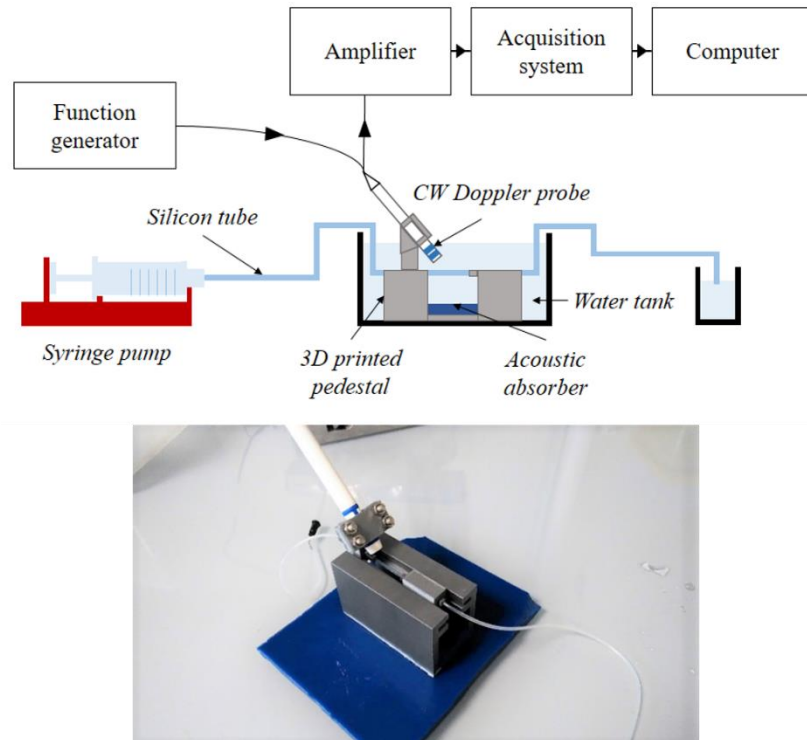 Amplifier
Acquisition
system
Computer
Function
generator
CW Doppler probe
Silicon tube
Water tank
Syringe pump
3D printed
pedestal
Acoustic
absorber